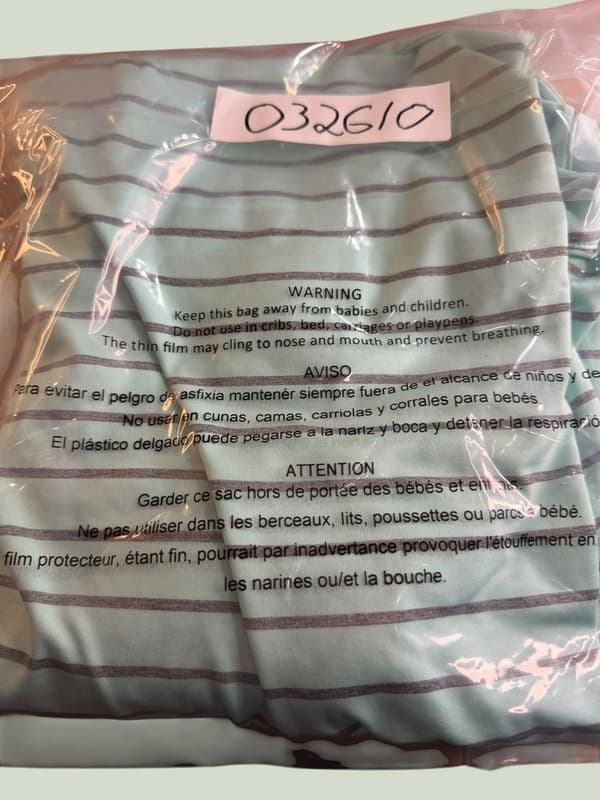 032610
WARNING
Keep this bag away from babies and children.
Do not use in cribs, bed, carriages or playpens.
The thin film may cling to nose and mouth and prevent breathing.
AVISO
Para evitar el pelgro de asfixia mantenér siempre fuera de el alcance de niños y de
No usar en cunas, camas, carriolas y corrales para bebés
El plástico delgado puede pegarse a la nariz y boca y detener la respiració
ATTENTION
Garder ce sac hors de portée des bébés et
Ne pas utiliser dans les berceaux, lits, poussettes ou parcs à bébé.
film protecteur, étant fin, pourrait par inadvertance provoquer l'étouffement en
les narines ou/et la bouche.